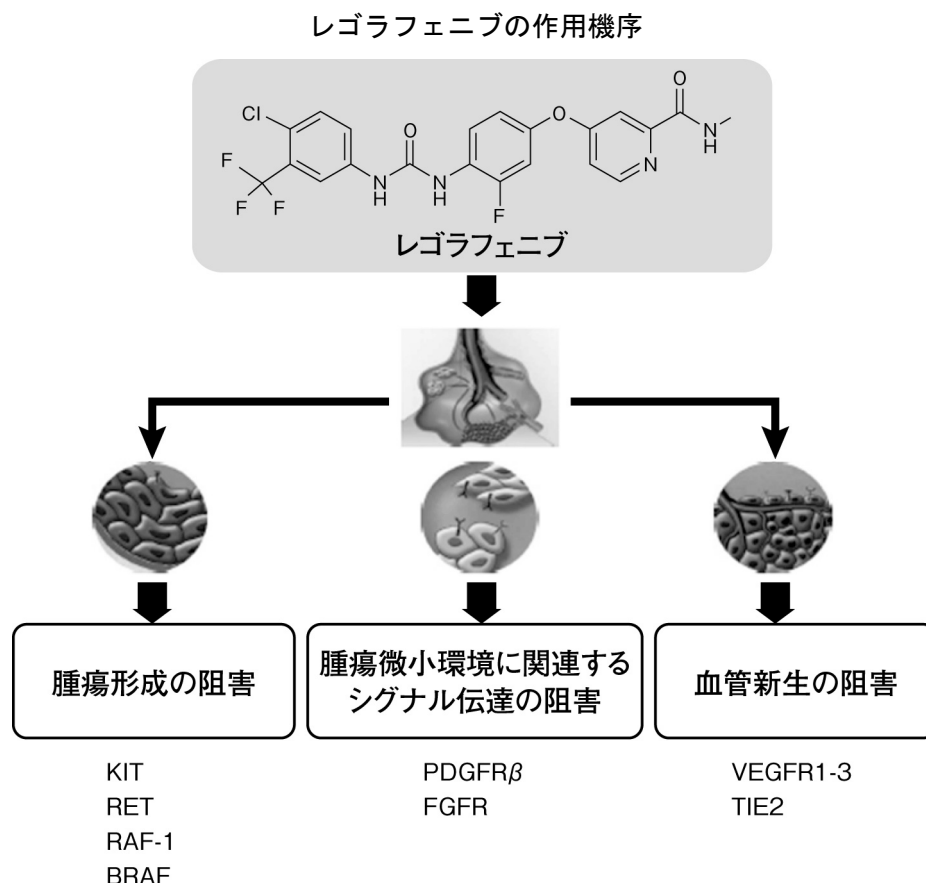 レゴラフェニブの作用機序
Cl
F
F
F
N
H
O
N
H
F
O
N
O
N
H
レゴラフェニブ
腫瘍形成の阻害
腫瘍微小環境に関連する
シグナル伝達の阻害
血管新生の阻害
KIT
RET
RAF-1
BRAF
PDGFRβ
FGFR
VEGFR1-3
TIE2